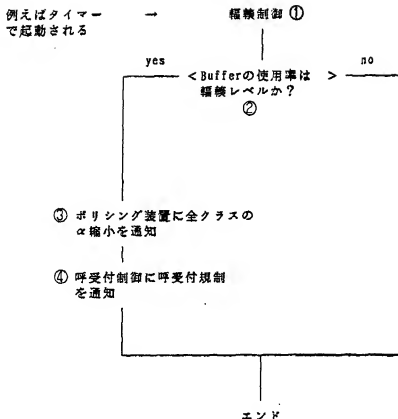 例えばタイマー → 輻輳制御 ①
で起動される
yes
no
<Bufferの使用率は >
輻輳レベルか?
②
③ ポリシング装置に全クラスの
α縮小を通知
④ 呼受付制御に呼受付規制
を通知
エンド